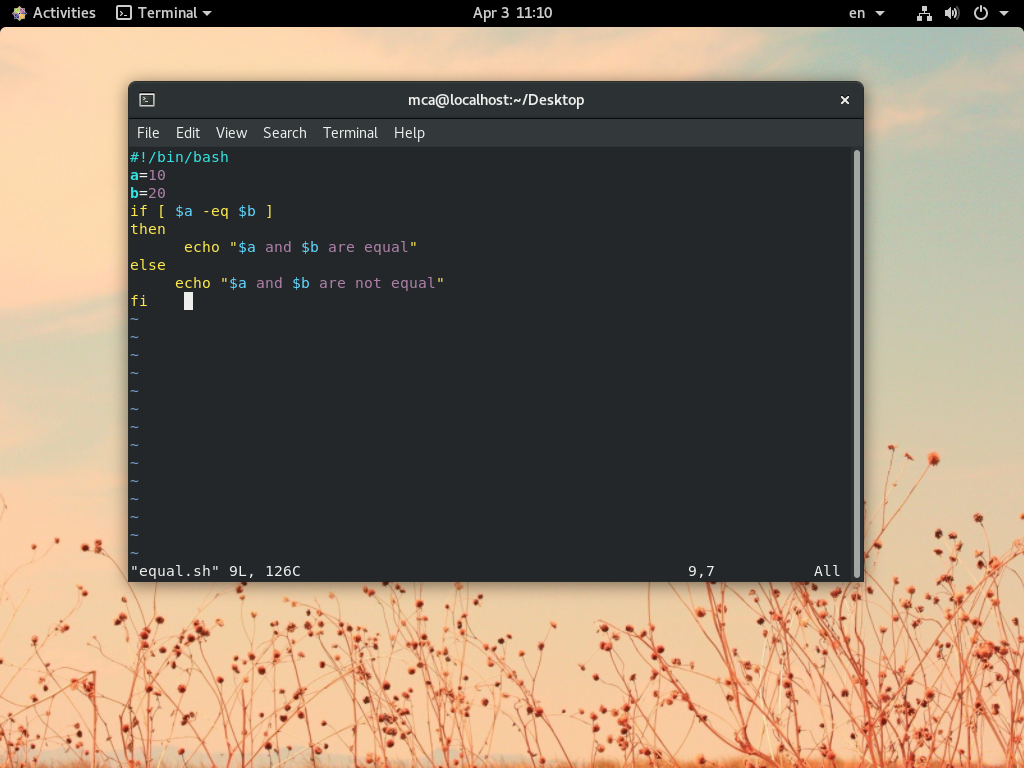 Activities Terminal Apr 3 11:10 en
mca@localhost:~/Desktop
File Edit View Search Terminal Help
#!/bin/bash
a=10
b=20
if [ $a -eq $b ]
then
      echo "$a and $b are equal"
else
     echo "$a and $b are not equal"
fi
~
~
~
~
~
~
~
~
~
~
~
~
~
~
"equal.sh" 9L, 126C 9,7 All